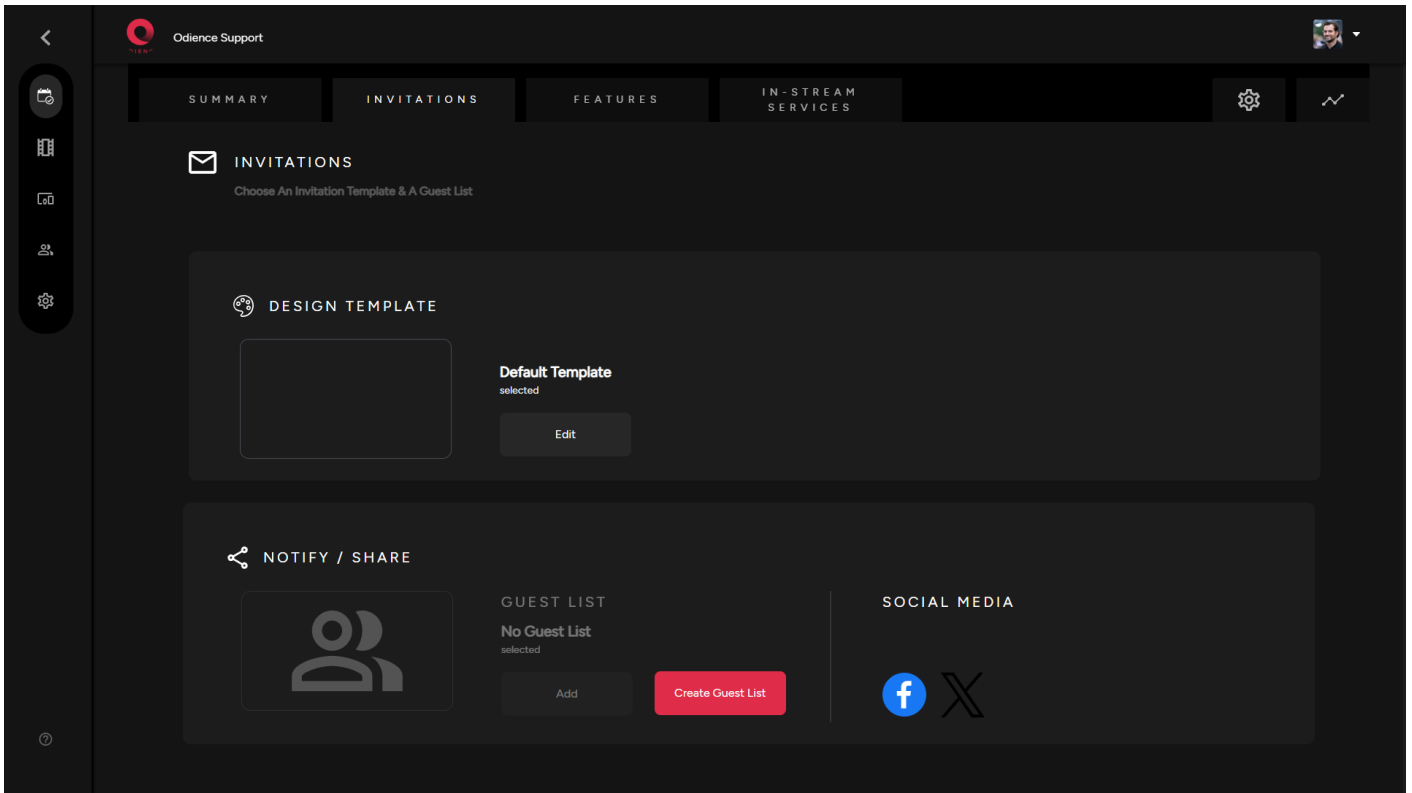 Odience Support
SUMMARY
INVITATIONS
FEATURES
IN-STREAM
SERVICES
INVITATIONS
Choose An Invitation Template & A Guest List
DESIGN TEMPLATE
Default Template
selected
Edit
NOTIFY / SHARE
GUEST LIST
No Guest List
selected
Add
Create Guest List
SOCIAL MEDIA